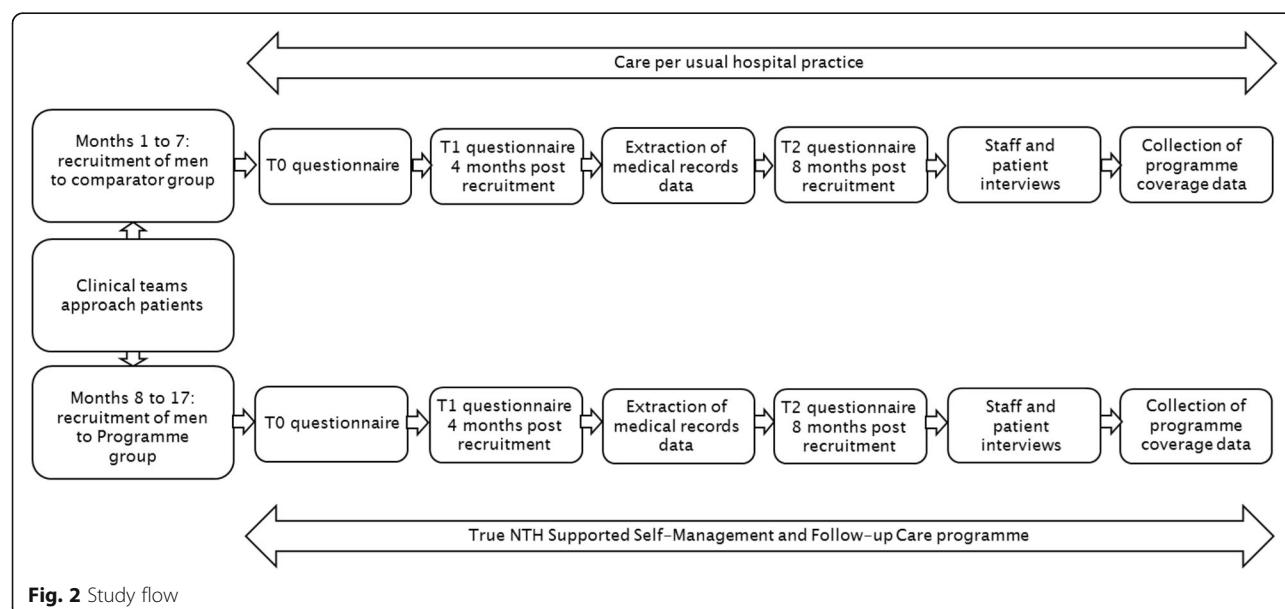 Care per usual hospital practice
Months 1 to 7:
recruitment of men
to comparator group
T0 questionnaire
T1 questionnaire
4 months post
recruitment
Extraction of
medical records
data
T2 questionnaire
8 months post
recruitment
Staff and
patient
interviews
Collection of
programme
coverage data
Clinical teams
approach patients
Months 8 to 17:
recruitment of men
to Programme
group
T0 questionnaire
T1 questionnaire
4 months post
recruitment
Extraction of
medical records
data
T2 questionnaire
8 months post
recruitment
Staff and
patient
interviews
Collection of
programme
coverage data
True NTH Supported Self-Management and Follow-up Care programme
Fig. 2 Study flow